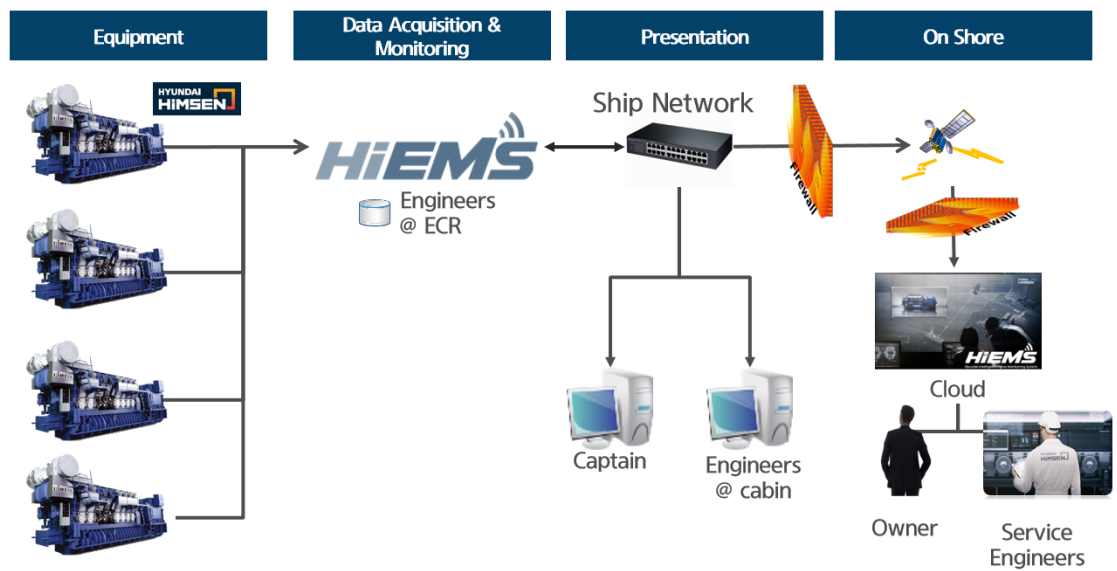 Equipment
Data Acquisition &
Monitoring
Presentation
On Shore
HYUNDAI
HiMSEN
HiEMS
Engineers
@ ECR
Ship Network
Firewall
Firewall
HiEMS
Cloud
Captain
Engineers
@ cabin
HIMSEN
Owner
Service
Engineers